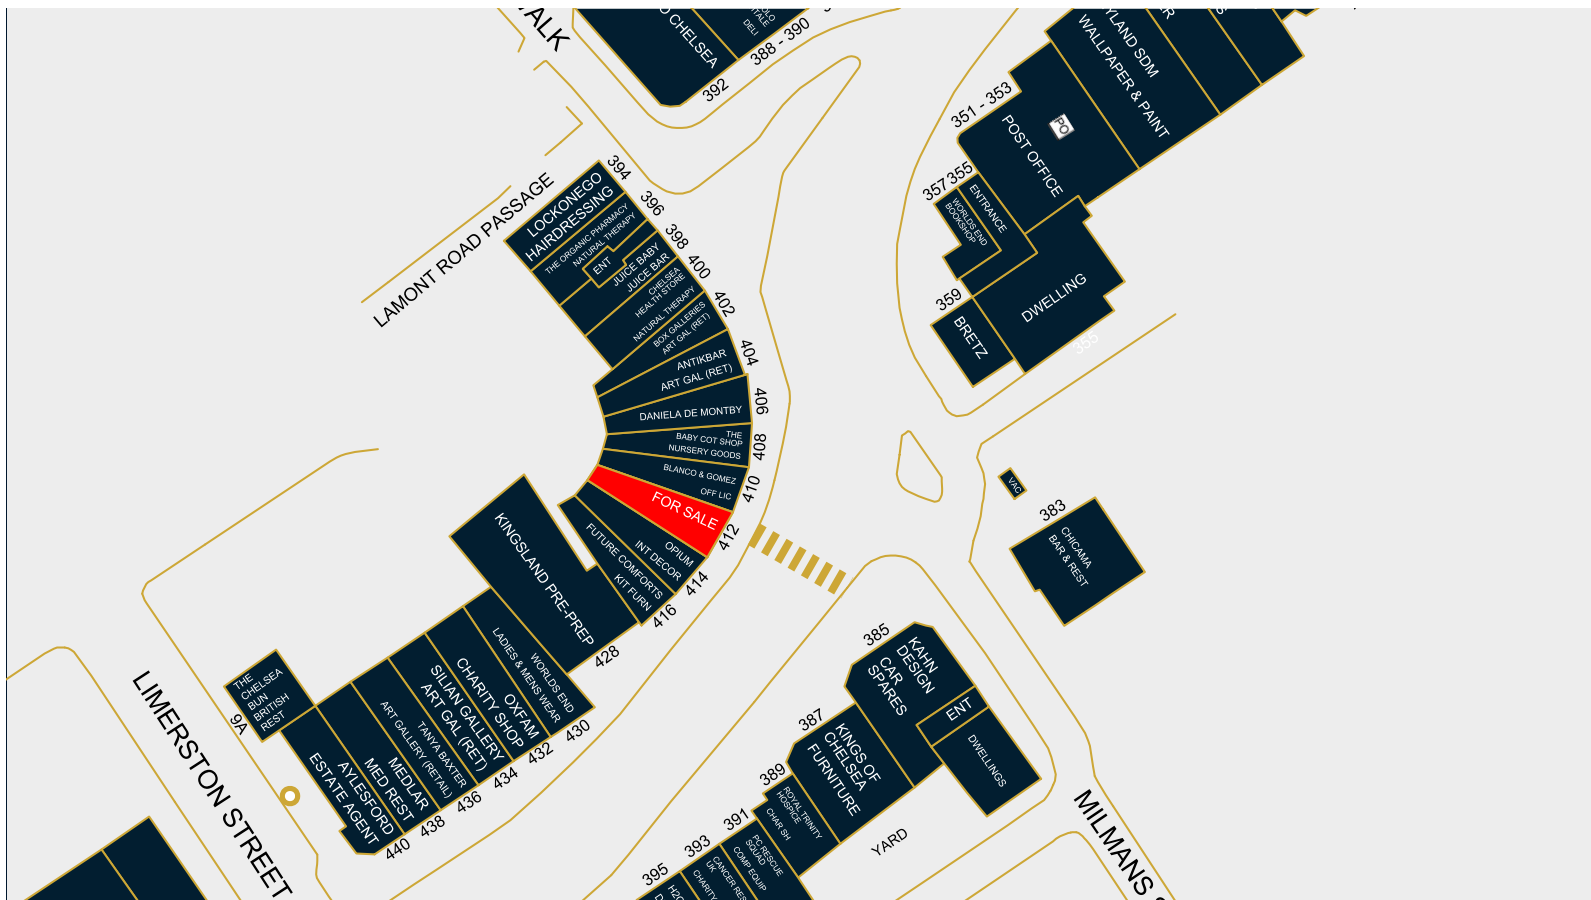 ALK
O CHELSEA
DELI
388 - 390
392
LAMONT ROAD PASSAGE
394
LOCKONEGO
HAIRDRESSING
396
THE ORGANIC PHARMACY
NATURAL THERAPY
ENT
398
JUICE BABY
JUICE BAR
400
CHELSEA
HEALTH STORE
NATURAL THERAPY
402
BOX GALLERIES
ART GAL (RET)
404
ANTIKBAR
ART GAL (RET)
406
DANIELA DE MONTBY
408
THE
BABY COT SHOP
NURSERY GOODS
410
BLANCO & GOMEZ
OFF LIC
412
FOR SALE
414
OPIUM
INT DECOR
416
FUTURE COMFORTS
KIT FURN
428
KINGSLAND PRE-PREP
430
WORLDS END
LADIES & MENS WEAR
432
OXFAM
CHARITY SHOP
434
SILIAN GALLERY
ART GAL (RET)
436
TANYA BAXTER
ART GALLERY (RETAIL)
438
MEDLAR
MED REST
440
AYLESFORD
ESTATE AGENT
9A
THE
CHELSEA
BUN
BRITISH
REST
LIMERSTON STREET
YLAND SDM
WALLPAPER & PAINT
351 - 353
POST OFFICE
PO
355
ENTRANCE
357
WORLDS END
BOOKSHOP
359
BRETZ
DWELLING
355
VAC
383
CHICAMA
BAR & REST
385
KAHN
DESIGN
CAR
SPARES
ENT
DWELLINGS
387
KINGS OF
CHELSEA
FURNITURE
389
ROYAL TRINITY
HOSPICE
CHAR SH
391
PC RESCUE
SQUAD
COMP EQUIP
393
CANCER RES
UK
CHARITY
395
H2O
YARD
MILMANS S